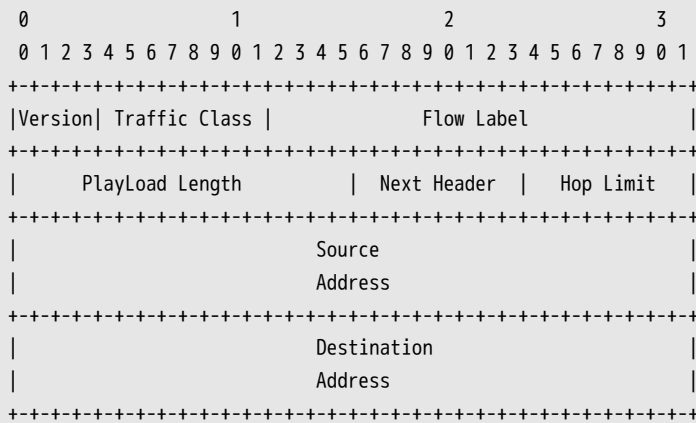 0                   1                   2                   3
0 1 2 3 4 5 6 7 8 9 0 1 2 3 4 5 6 7 8 9 0 1 2 3 4 5 6 7 8 9 0 1
+-+-+-+-+-+-+-+-+-+-+-+-+-+-+-+-+-+-+-+-+-+-+-+-+-+-+-+-+-+-+-+-+
|Version| Traffic Class |              Flow Label               |
+-+-+-+-+-+-+-+-+-+-+-+-+-+-+-+-+-+-+-+-+-+-+-+-+-+-+-+-+-+-+-+-+
|      PlayLoad Length          |  Next Header  |   Hop Limit   |
+-+-+-+-+-+-+-+-+-+-+-+-+-+-+-+-+-+-+-+-+-+-+-+-+-+-+-+-+-+-+-+-+
|                            Source                             |
|                            Address                            |
+-+-+-+-+-+-+-+-+-+-+-+-+-+-+-+-+-+-+-+-+-+-+-+-+-+-+-+-+-+-+-+-+
|                            Destination                        |
|                            Address                            |
+-+-+-+-+-+-+-+-+-+-+-+-+-+-+-+-+-+-+-+-+-+-+-+-+-+-+-+-+-+-+-+-+